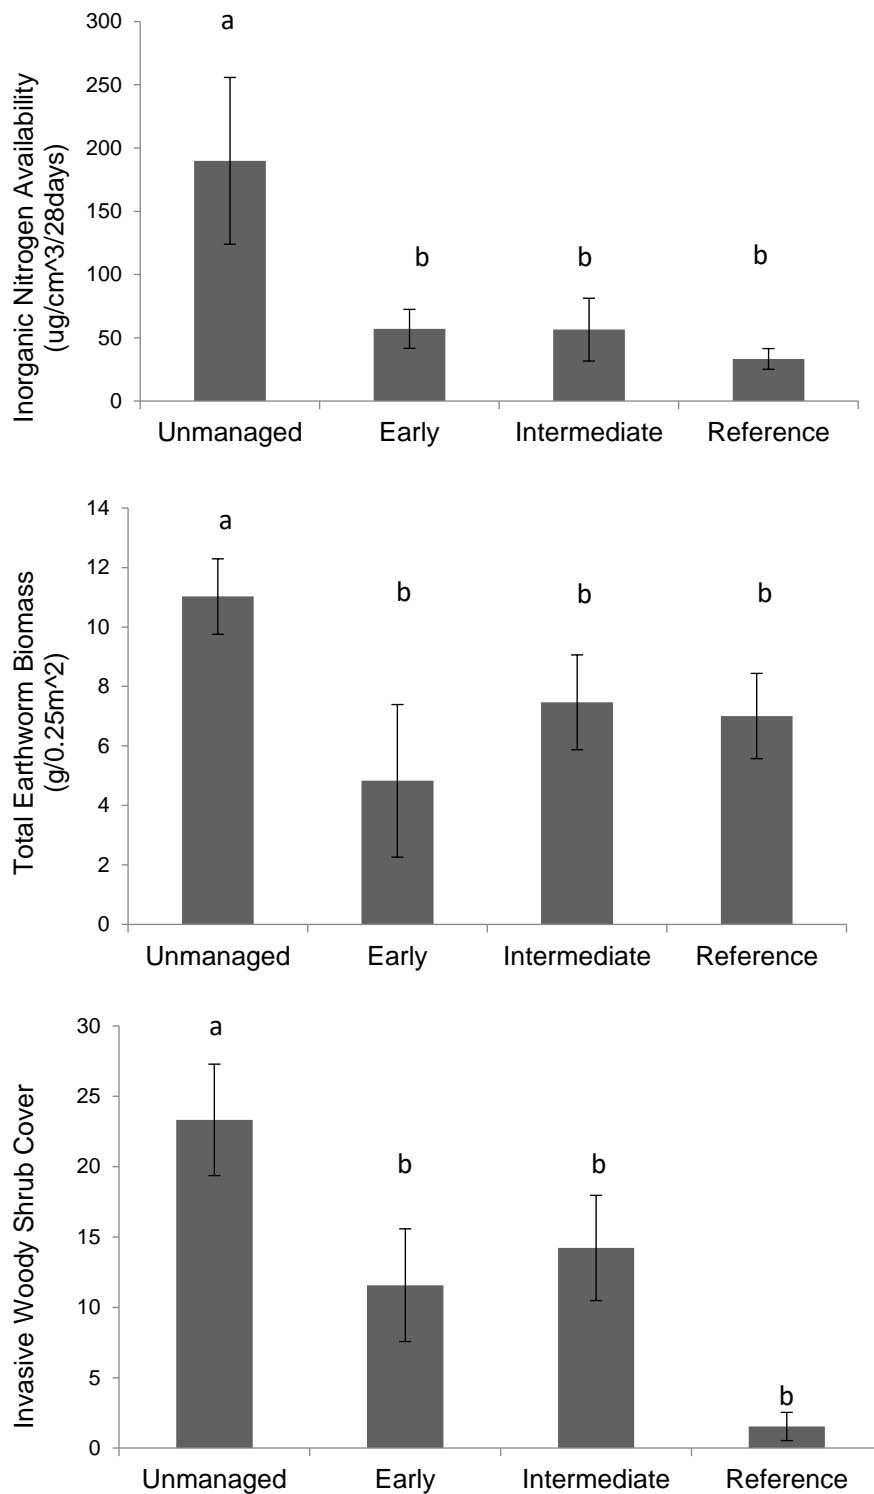 Inorganic Nitrogen Availability
(ug/cm^3/28days)
300
250
200
150
100
50
0
a
b
b
b
Unmanaged Early Intermediate Reference
Total Earthworm Biomass
(g/0.25m^2)
14
12
10
8
6
4
2
0
a
b
b
b
Unmanaged Early Intermediate Reference
Invasive Woody Shrub Cover
30
25
20
15
10
5
0
a
b
b
b
Unmanaged Early Intermediate Reference